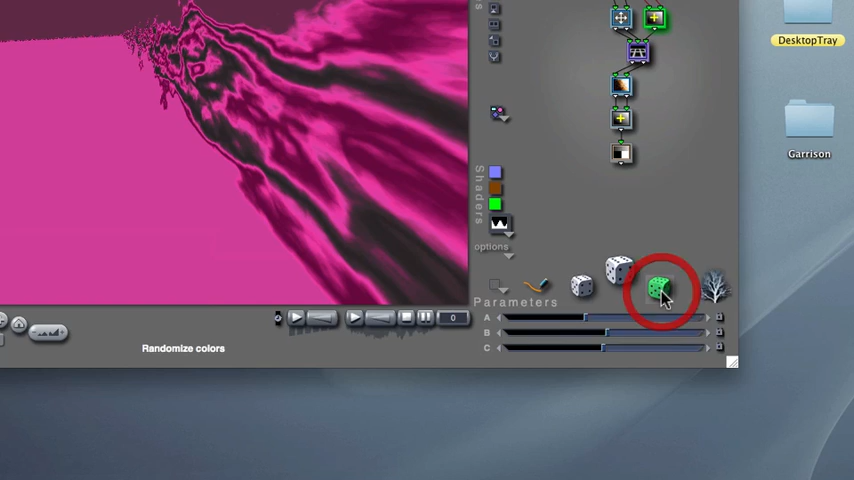 DesktopTray
Garrison
s
Shaders
options
Parameters
A
B
C
0
Randomize colors